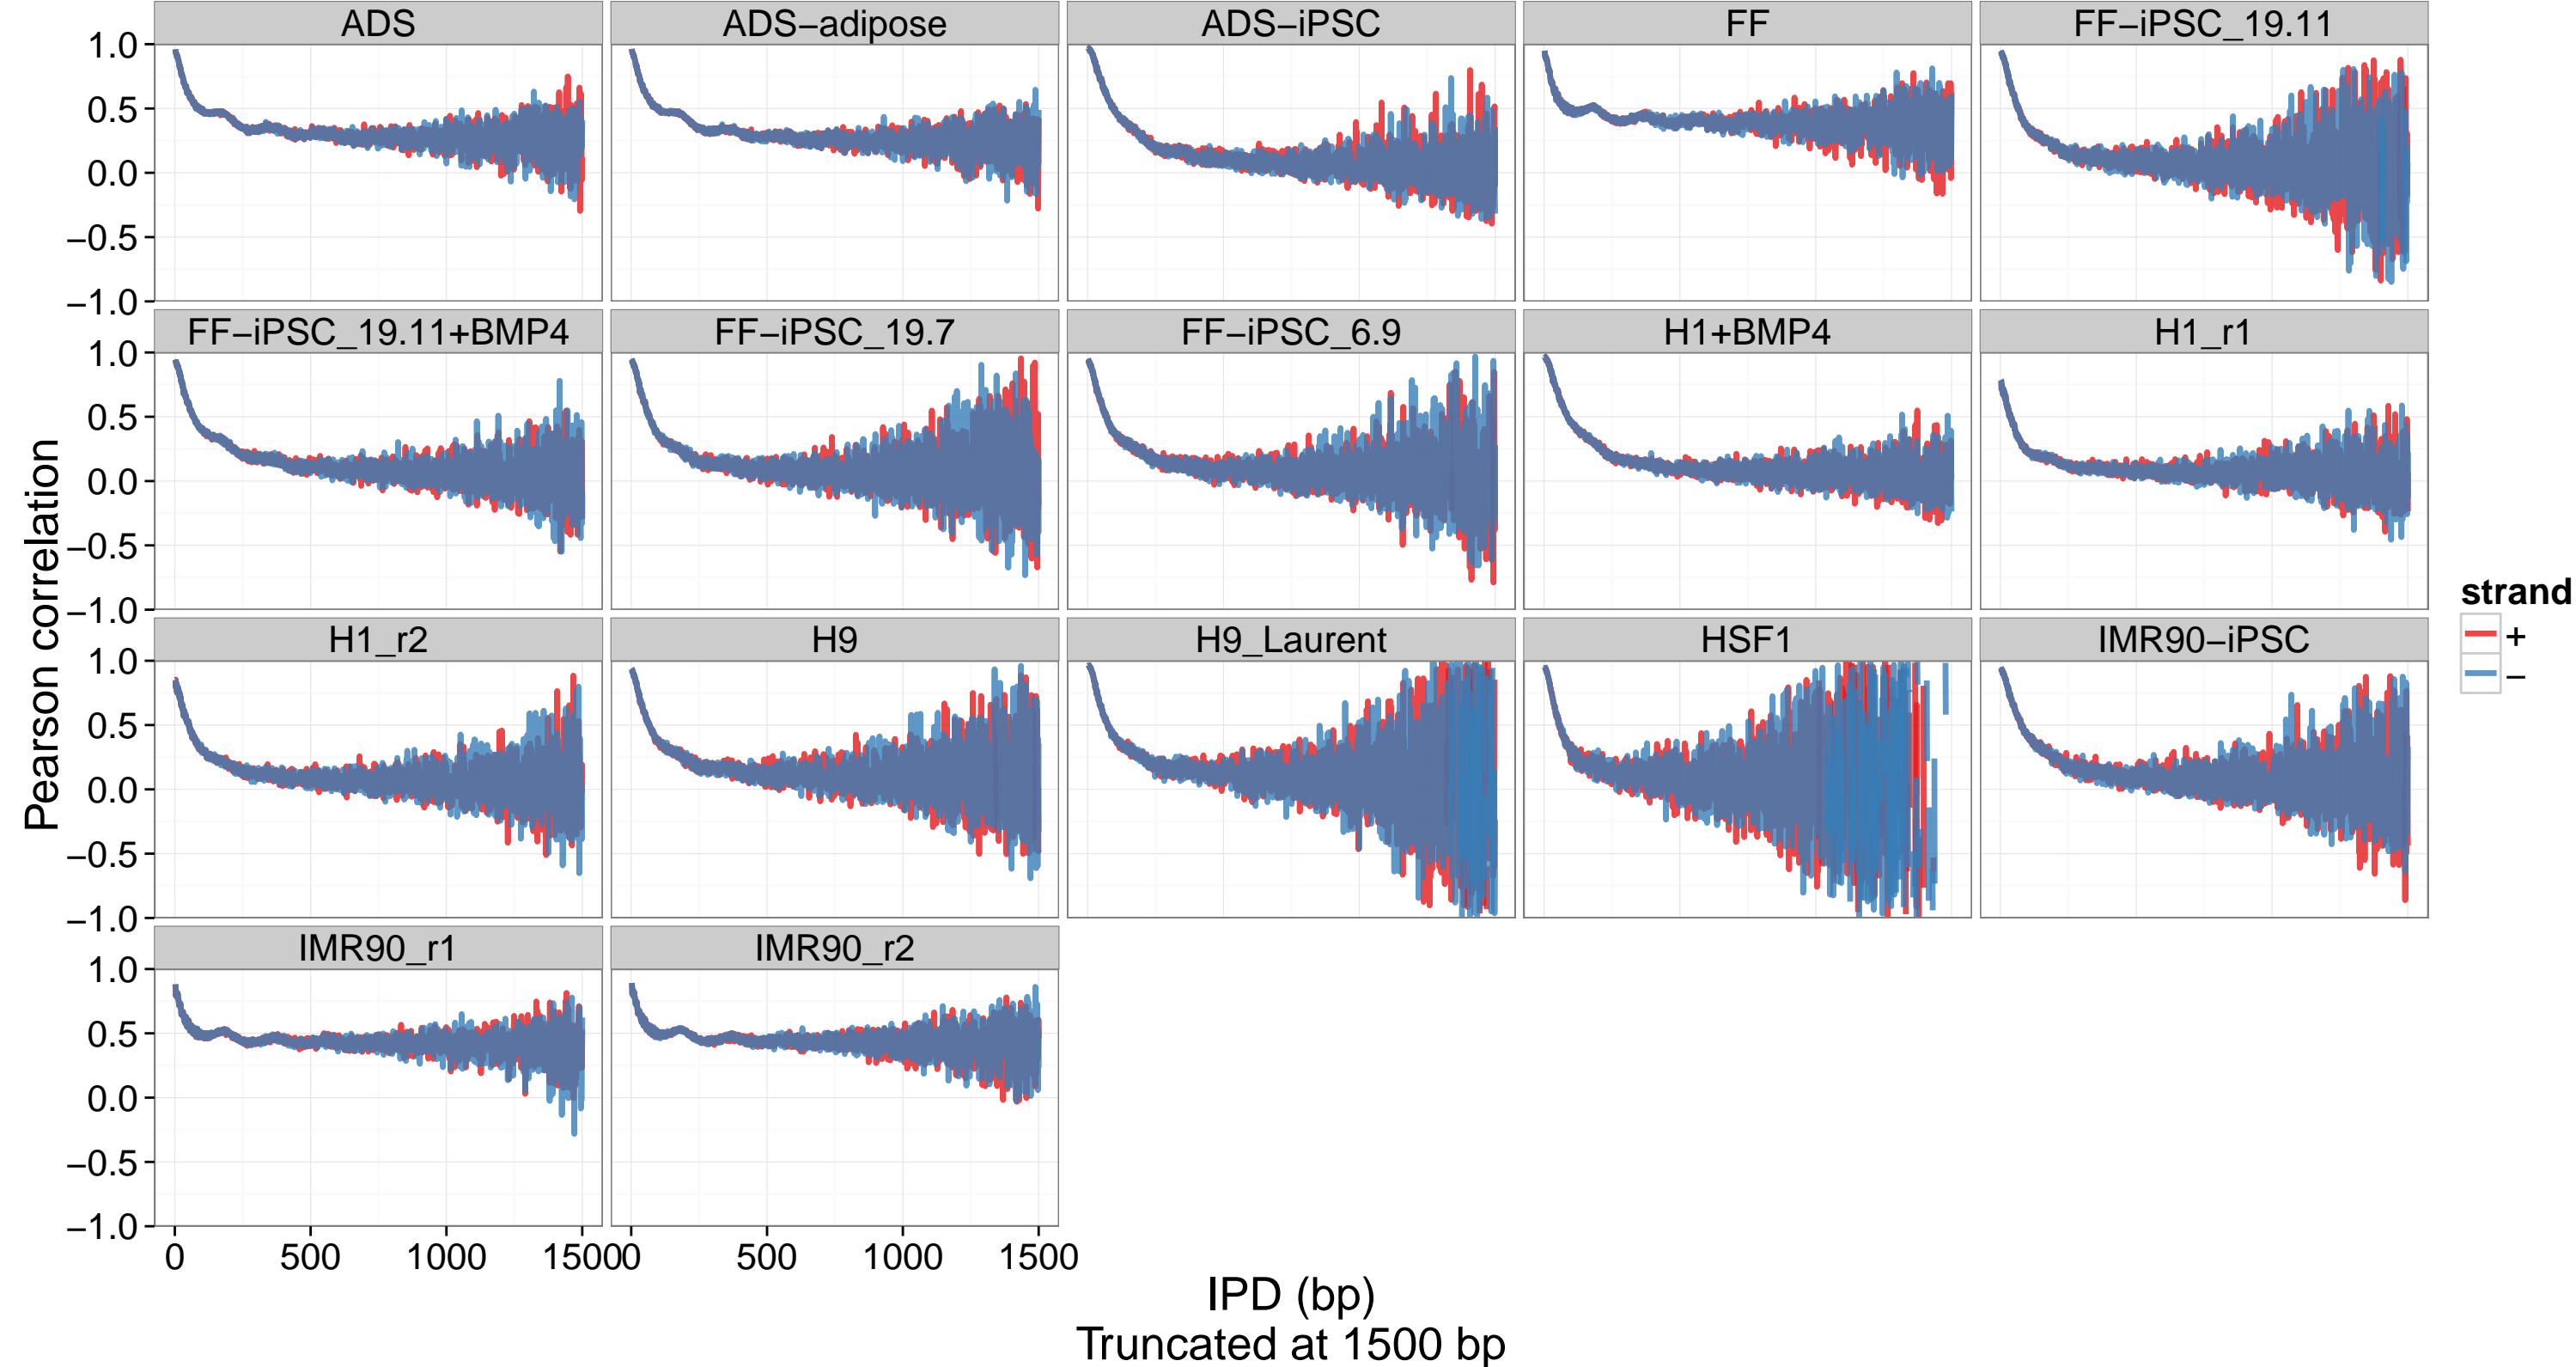 ADS ADS−adipose ADS−iPSC FF FF−iPSC_19.11
1.0
0.5
0.0
−0.5
−1.0
FF−iPSC_19.11+BMP4 FF−iPSC_19.7 FF−iPSC_6.9 H1+BMP4 H1_r1
1.0
0.5
0.0
−0.5
−1.0
H1_r2 H9 H9_Laurent HSF1 IMR90−iPSC
1.0
0.5
0.0
−0.5
−1.0
IMR90_r1 IMR90_r2
1.0
0.5
0.0
−0.5
−1.0
0 500 1000 1500 0 500 1000 1500
Pearson correlation
IPD (bp)
Truncated at 1500 bp
strand
+
−